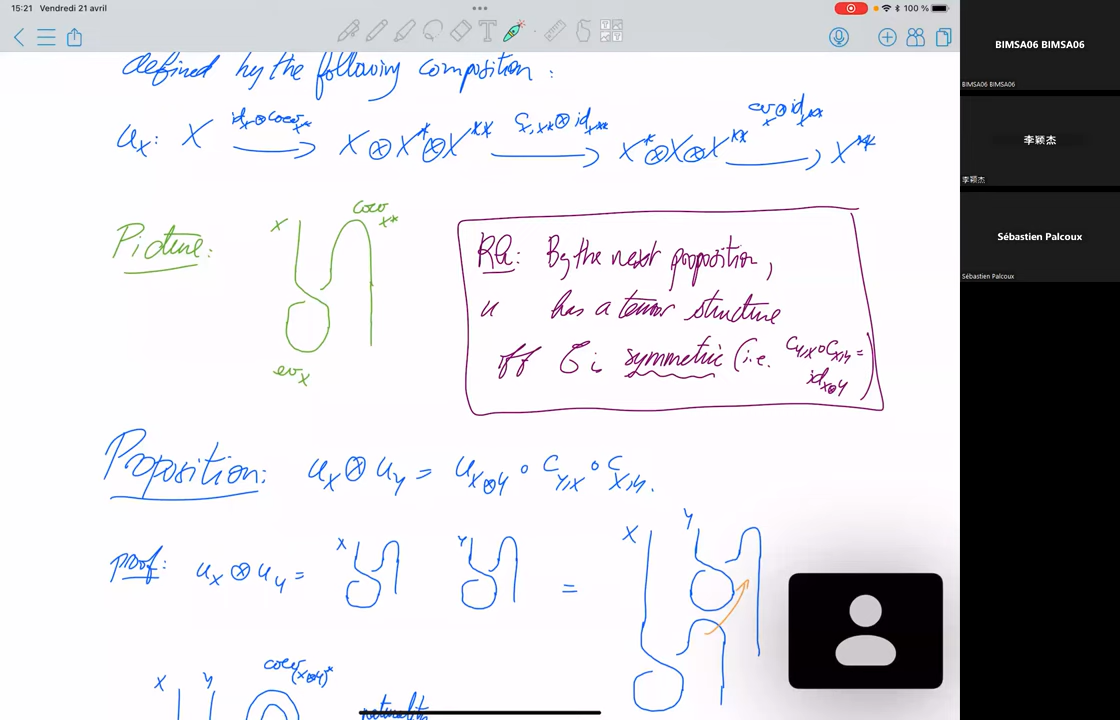 15:21 Vendredi 21 avril
100 %
defined by the following composition :
u_X: X id_X⊗coev_X* → X⊗X*⊗X** c_X,X*⊗id_X** → X*⊗X⊗X** ev_X⊗id_X** → X**
Picture:
X
coev_X*
ev_X
Rk: By the next proposition,
u has a tensor structure
iff C is symmetric (i.e. c_Y,X∘c_X,Y =
id_X⊗Y)
Proposition: u_X ⊗ u_Y = u_X⊗Y ∘ c_Y,X ∘ c_X,Y.
proof: u_X ⊗ u_Y =
X
Y
=
X
Y
X Y
coev_(X⊗Y)*
naturality
BIMSA06 BIMSA06
BIMSA06 BIMSA06
李颖杰
李颖杰
Sébastien Palcoux
Sébastien Palcoux